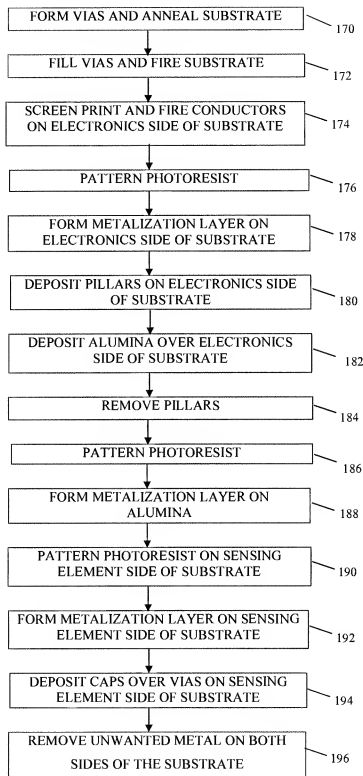 FORM VIAS AND ANNEAL SUBSTRATE
170
FILL VIAS AND FIRE SUBSTRATE
172
SCREEN PRINT AND FIRE CONDUCTORS
ON ELECTRONICS SIDE OF SUBSTRATE
174
PATTERN PHOTORESIST
176
FORM METALIZATION LAYER ON
ELECTRONICS SIDE OF SUBSTRATE
178
DEPOSIT PILLARS ON ELECTRONICS SIDE
OF SUBSTRATE
180
DEPOSIT ALUMINA OVER ELECTRONICS
SIDE OF SUBSTRATE
182
REMOVE PILLARS
184
PATTERN PHOTORESIST
186
FORM METALIZATION LAYER ON
ALUMINA
188
PATTERN PHOTORESIST ON SENSING
ELEMENT SIDE OF SUBSTRATE
190
FORM METALIZATION LAYER ON SENSING
ELEMENT SIDE OF SUBSTRATE
192
DEPOSIT CAPS OVER VIAS ON SENSING
ELEMENT SIDE OF SUBSTRATE
194
REMOVE UNWANTED METAL ON BOTH
SIDES OF THE SUBSTRATE
196